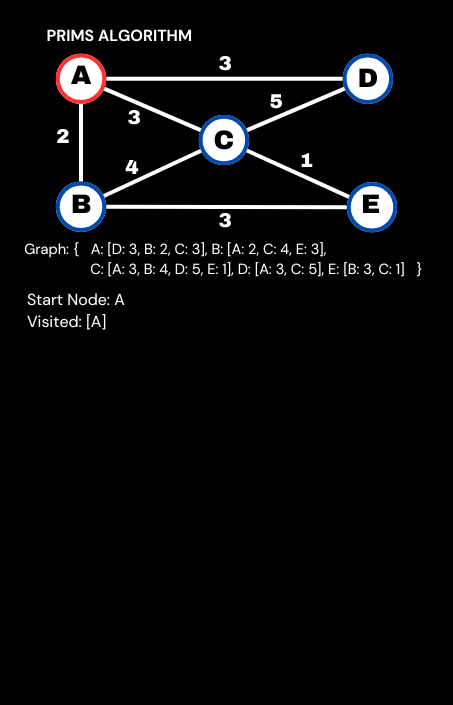 PRIMS ALGORITHM
3
A
D
5
3
C
2
4
1
B
E
3
Graph: { A: [D: 3, B: 2, C: 3], B: [A: 2, C: 4, E: 3],
C: [A: 3, B: 4, D: 5, E: 1], D: [A: 3, C: 5], E: [B: 3, C: 1] }
Start Node: A
Visited: [A]